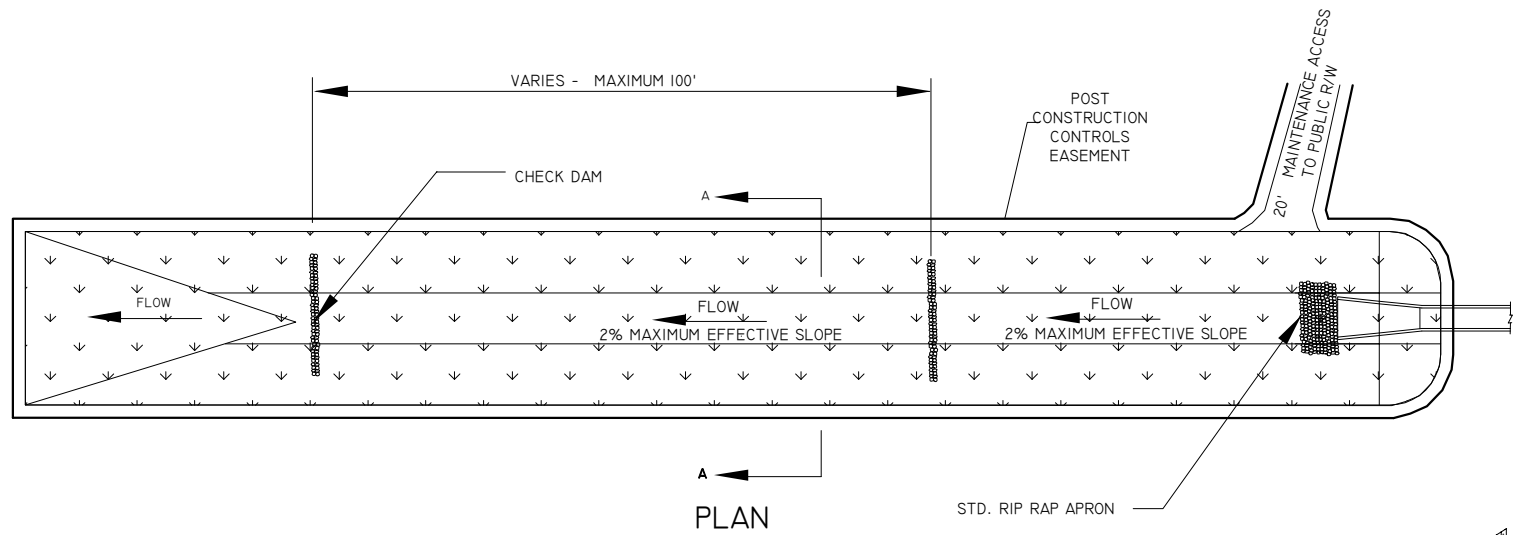 VARIES - MAXIMUM 100'
POST
CONSTRUCTION
CONTROLS
EASEMENT
20' MAINTENANCE ACCESS
TO PUBLIC R/W
CHECK DAM
A
FLOW
FLOW
2% MAXIMUM EFFECTIVE SLOPE
FLOW
2% MAXIMUM EFFECTIVE SLOPE
A
PLAN
STD. RIP RAP APRON